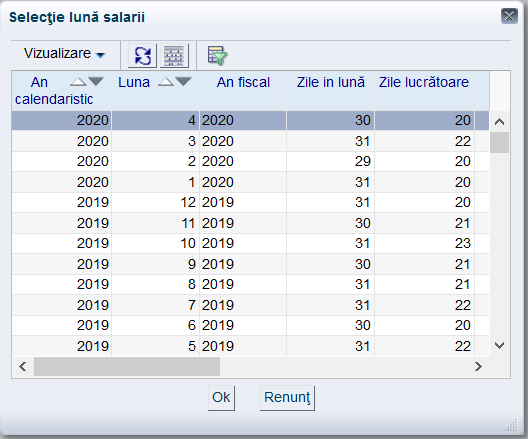 Selecţie lună salarii
Vizualizare
An calendaristic Luna An fiscal Zile in lună Zile lucrătoare
2020 4 2020 30 20
2020 3 2020 31 22
2020 2 2020 29 20
2020 1 2020 31 20
2019 12 2019 31 20
2019 11 2019 30 21
2019 10 2019 31 23
2019 9 2019 30 21
2019 8 2019 31 21
2019 7 2019 31 22
2019 6 2019 30 20
2019 5 2019 31 22
Ok Renunţ